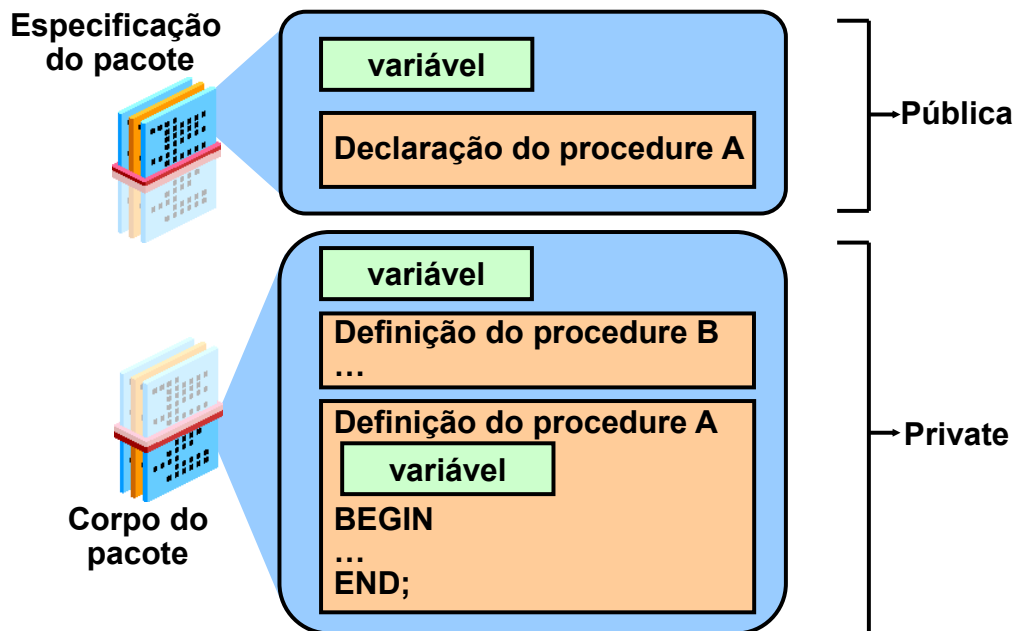 Especificação
do pacote
variável
Declaração do procedure A
Pública
variável
Definição do procedure B
…
Definição do procedure A
variável
BEGIN
…
END;
Private
Corpo do
pacote